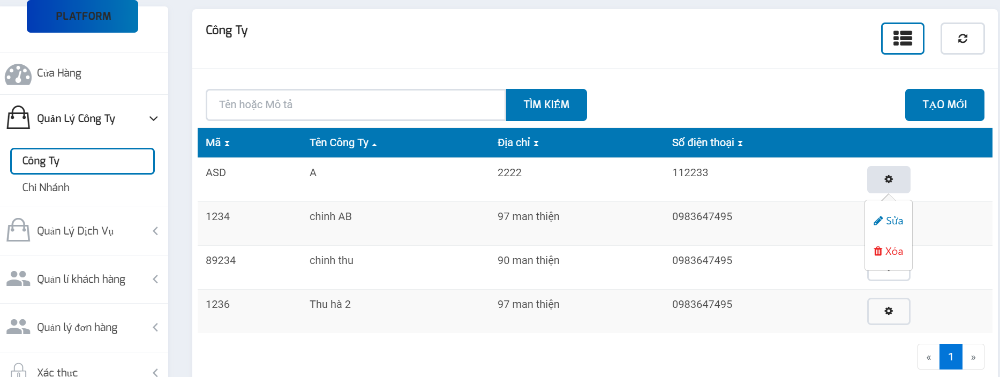 PLATFORM
Cửa Hàng
Quản Lý Công Ty
Công Ty
Chi Nhánh
Quản Lý Dịch Vụ
Quản lí khách hàng
Quản lý đơn hàng
Xác thực
Công Ty
Tên hoặc Mô tả
TÌM KIẾM
TẠO MỚI
Mã Tên Công Ty Địa chỉ Số điện thoại
ASD A 2222 112233
Sửa
Xóa
1234 chinh AB 97 man thiện 0983647495
89234 chinh thu 90 man thiện 0983647495
1236 Thu hà 2 97 man thiện 0983647495
« 1 »